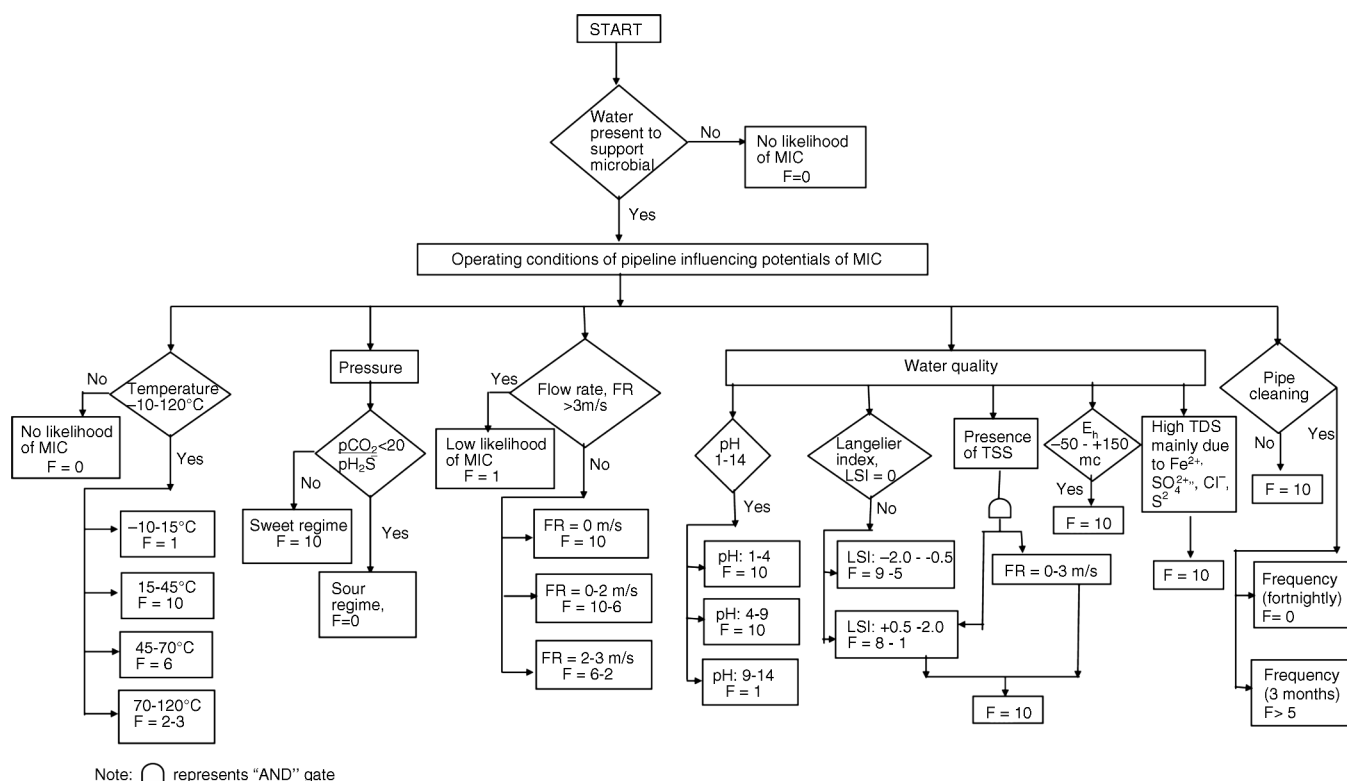 START
Water
present to
support
microbial
No
No likelihood
of MIC
F=0
Yes
Operating conditions of pipeline influencing potentials of MIC
Temperature
–10-120°C
No
No likelihood
of MIC
F = 0
Yes
–10-15°C
F = 1
15-45°C
F = 10
45-70°C
F = 6
70-120°C
F = 2-3
Pressure
pCO₂<20
pH₂S
No
Sweet regime
F = 10
Yes
Sour
regime,
F=0
Flow rate, FR
>3m/s
Yes
Low likelihood
of MIC
F = 1
No
FR = 0 m/s
F = 10
FR = 0-2 m/s
F = 10-6
FR = 2-3 m/s
F = 6-2
Water quality
pH
1-14
Yes
pH: 1-4
F = 10
pH: 4-9
F = 10
pH: 9-14
F = 1
Langelier
index,
LSI = 0
No
LSI: –2.0 - -0.5
F = 9 -5
LSI: +0.5 -2.0
F = 8 - 1
Presence
of TSS
FR = 0-3 m/s
F = 10
Eh
–50 - +150
mc
Yes
F = 10
High TDS
mainly due
to Fe²⁺,
SO₄²⁺,, Cl⁻,
S²
F = 10
Pipe
cleaning
No
F = 10
Yes
Frequency
(fortnightly)
F= 0
Frequency
(3 months)
F> 5
Note: represents “AND’’ gate